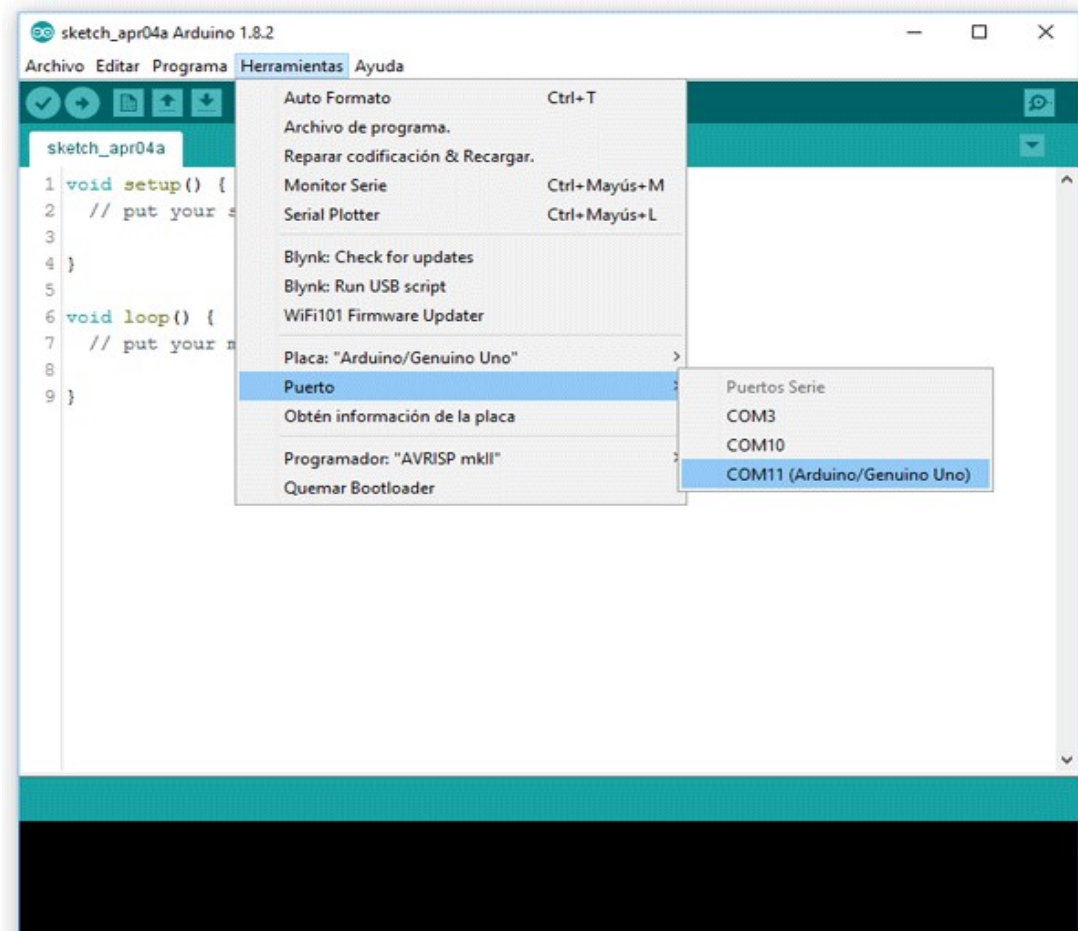 sketch_apr04a Arduino 1.8.2
Archivo Editar Programa Herramientas Ayuda
sketch_apr04a
Auto Formato Ctrl+T
Archivo de programa.
Reparar codificación & Recargar.
Monitor Serie Ctrl+Mayús+M
Serial Plotter Ctrl+Mayús+L
Blynk: Check for updates
Blynk: Run USB script
WiFi101 Firmware Updater
Placa: "Arduino/Genuino Uno"
Puerto
Obtén información de la placa
Programador: "AVRISP mkII"
Quemar Bootloader
Puertos Serie
COM3
COM10
COM11 (Arduino/Genuino Uno)
1 void setup() {
2 // put your
3
4 }
5
6 void loop() {
7 // put your
8
9 }